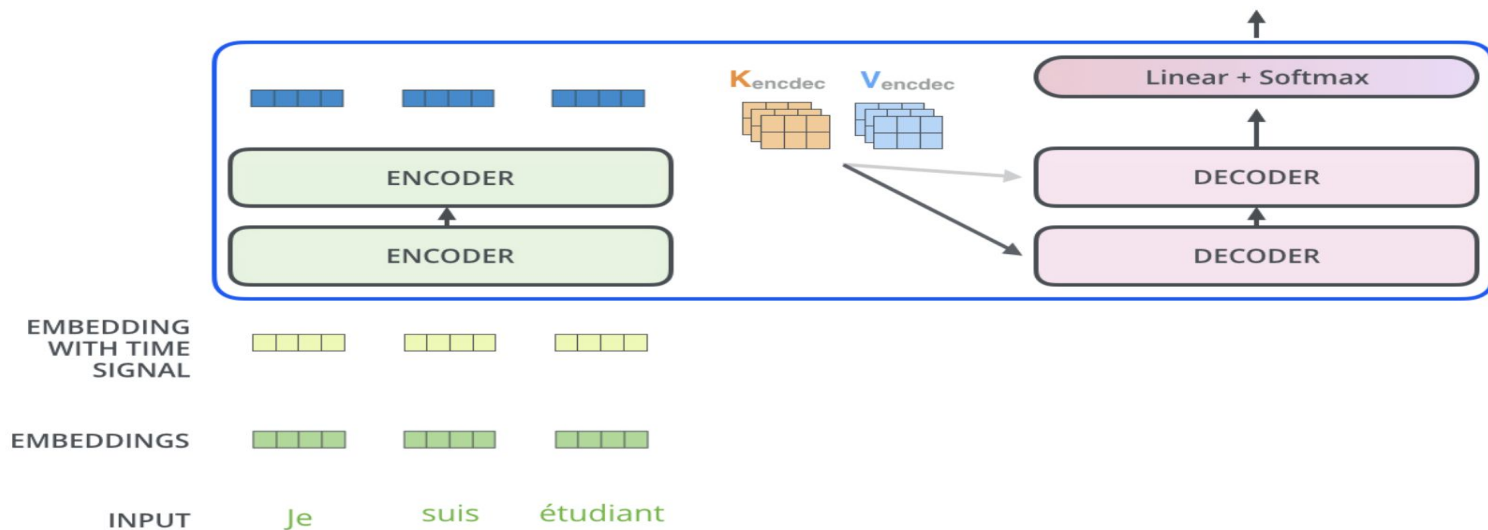 Kencdec Vencdec
Linear + Softmax
ENCODER
DECODER
ENCODER
DECODER
EMBEDDING
WITH TIME
SIGNAL
EMBEDDINGS
INPUT Je suis étudiant